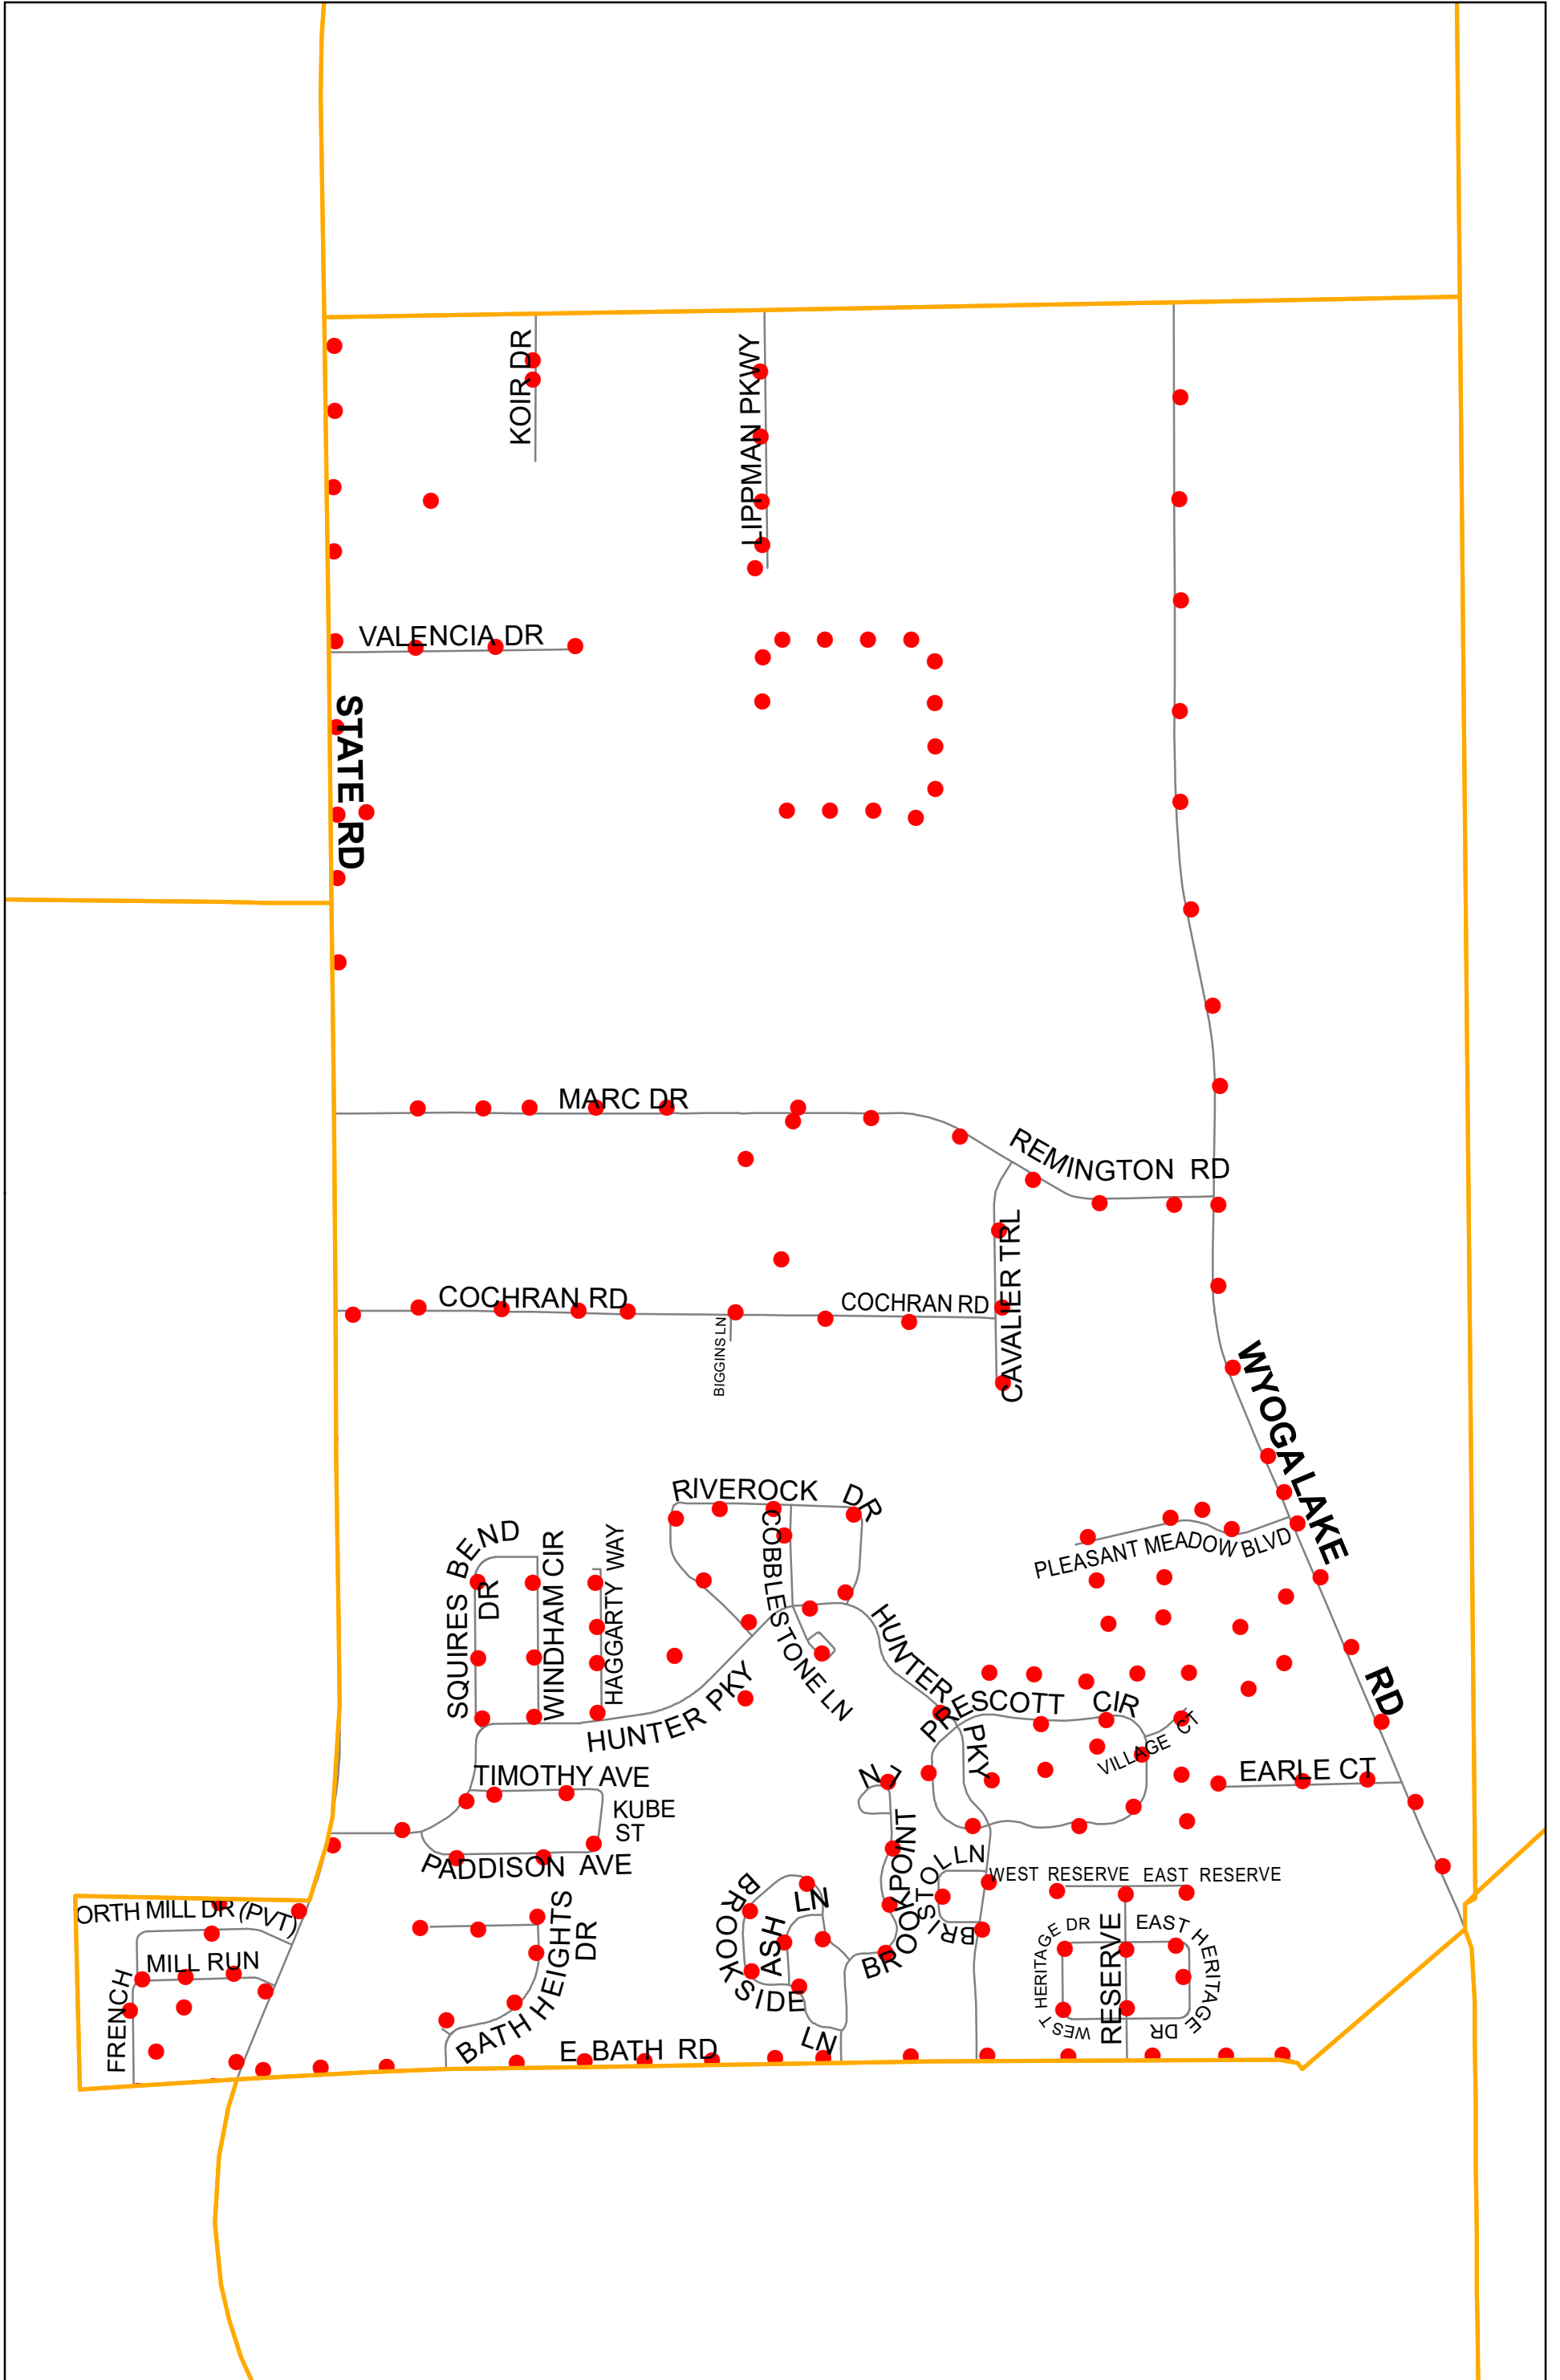 KOIR DR
LIPPMAN PKWY
VALENCIA DR
STATE RD
MARC DR
REMINGTON RD
CAVALIER TRL
COCHRAN RD
COCHRAN RD
BIGGINS LN
WYOGA LAKE RD
RIVEROCK DR
COBBLESTONE LN
SQUIRES BEND DR
WINDHAM CIR
HAGGARTY WAY
PLEASANT MEADOW BLVD
HUNTER PKY
HUNTER PKY
PRESCOTT CIR
VILLAGE CT
EARLE CT
TIMOTHY AVE
KUBE
ST
PADDISON AVE
BROOKPOINT LN
BRISTOL LN
WEST RESERVE
EAST RESERVE
BROOKSIDE LN
ASH LN
BATH HEIGHTS DR
ORTH MILL DR (PVT)
MILL RUN
FRENCH
WEST HERITAGE DR
RESERVE
EAST HERITAGE DR
E BATH RD